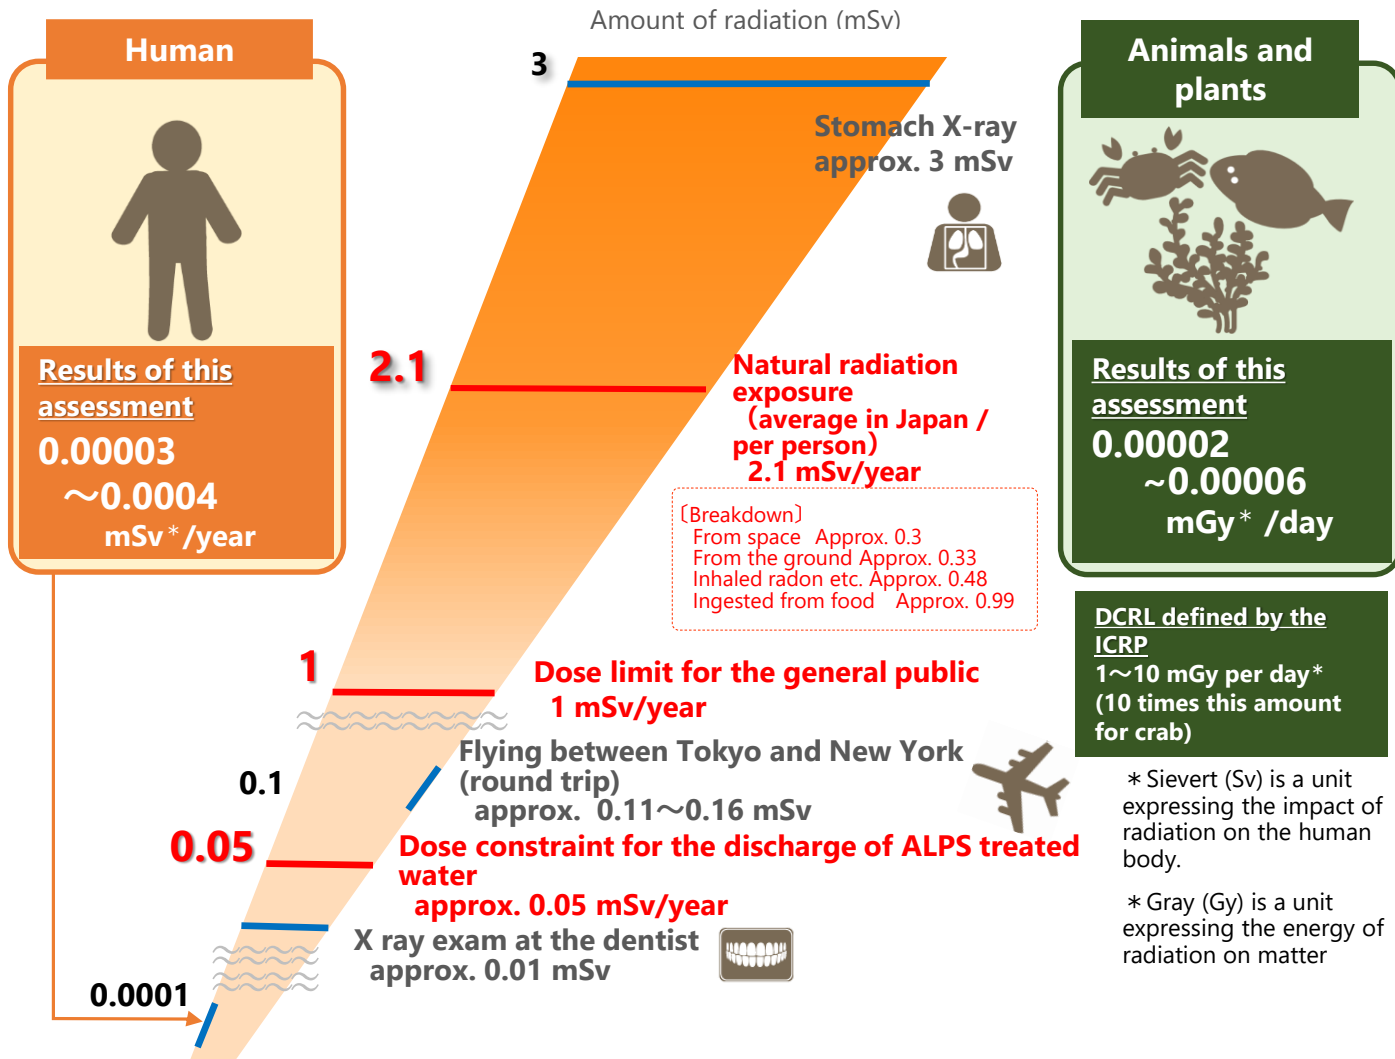 Amount of radiation (mSv)
Human
Results of this
assessment
0.00003
～0.0004
mSv＊/year
3
Stomach X-ray
approx. 3 mSv
2.1
Natural radiation
exposure
（average in Japan /
per person）
2.1 mSv/year
〔Breakdown〕
From space Approx. 0.3
From the ground Approx. 0.33
Inhaled radon etc. Approx. 0.48
Ingested from food Approx. 0.99
1
Dose limit for the general public
1 mSv/year
Flying between Tokyo and New York
(round trip)
approx. 0.11～0.16 mSv
0.1
0.05
Dose constraint for the discharge of ALPS treated
water
approx. 0.05 mSv/year
X ray exam at the dentist
approx. 0.01 mSv
0.0001
Animals and
plants
Results of this
assessment
0.00002
~0.00006
mGy＊ /day
DCRL defined by the
ICRP
1～10 mGy per day＊
(10 times this amount
for crab)
＊Sievert (Sv) is a unit
expressing the impact of
radiation on the human
body.
＊Gray (Gy) is a unit
expressing the energy of
radiation on matter